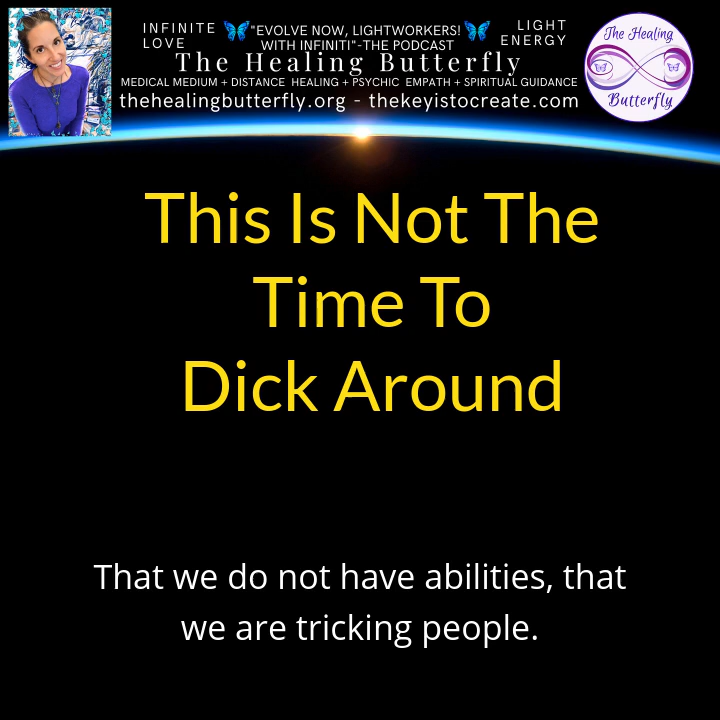 INFINITE
LOVE
"EVOLVE NOW, LIGHTWORKERS!
WITH INFINITI"-THE PODCAST
LIGHT
ENERGY
The Healing Butterfly
MEDICAL MEDIUM + DISTANCE HEALING + PSYCHIC EMPATH + SPIRITUAL GUIDANCE
thehealingbutterfly.org - thekeyistocreate.com
The Healing
Butterfly
This Is Not The
Time To
Dick Around
That we do not have abilities, that
we are tricking people.